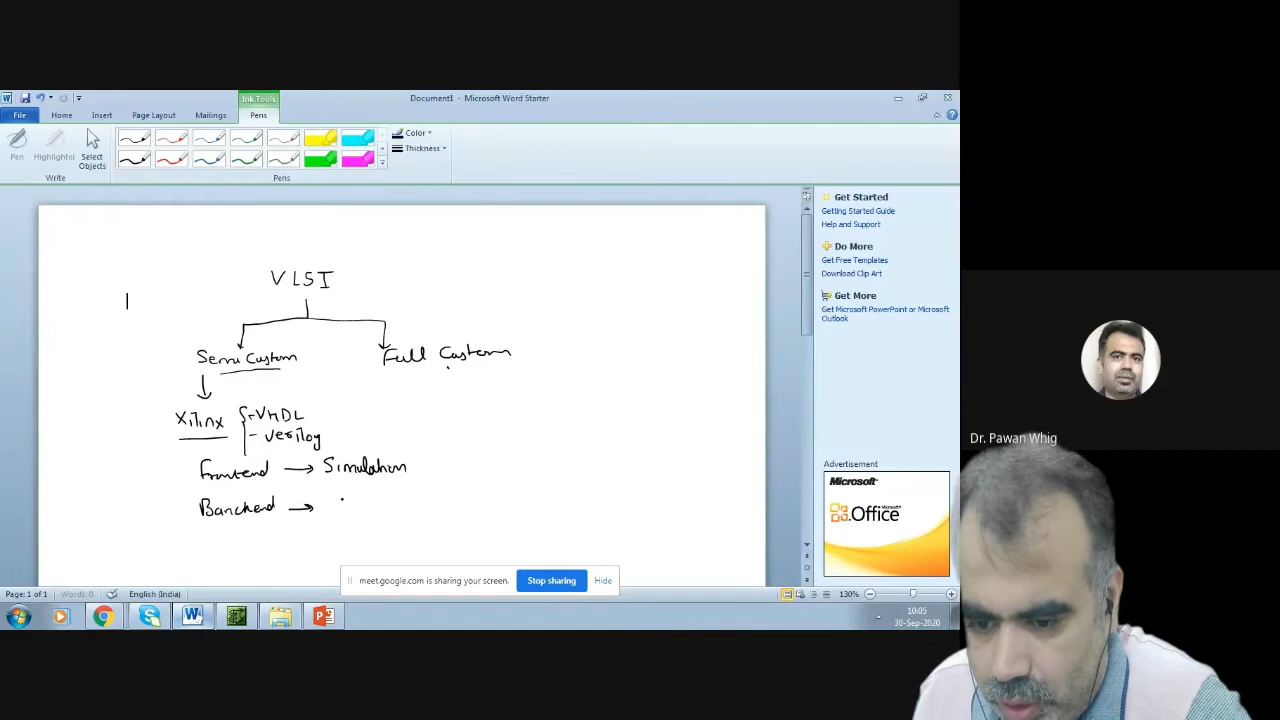 Ink Tools
Document1 - Microsoft Word Starter
File Home Insert Page Layout Mailings Pens
Pen Highlighter Select Objects Color Thickness
Write Pens
Get Started
Getting Started Guide
Help and Support
Do More
Get Free Templates
Download Clip Art
Get More
Get Microsoft PowerPoint or Microsoft
Outlook
Advertisement
Microsoft
Office
VLSI
Semi Custom Full Custom
Xilinx - VHDL
- Verilog
Frontend → Simulation
Banckend →
meet.google.com is sharing your screen. Stop sharing Hide
Page: 1 of 1 Words: 0 English (India) 130%
10:05
30-Sep-2020
Dr. Pawan Whig